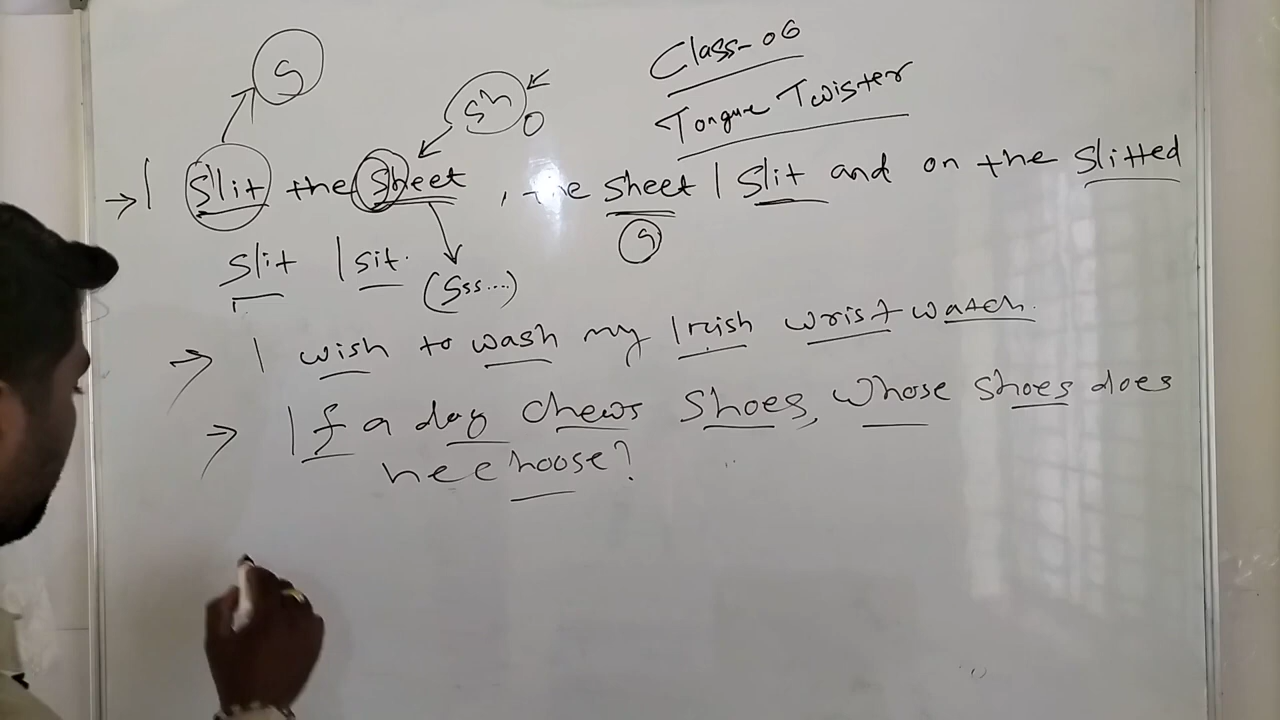 Class-06
Tongue Twister
S
sh
→ I slit the sheet, the sheet I slit and on the slitted
S
slit | sit.
(Sss....)
→ I wish to wash my Irish wrist watch.
→ If a dog chews shoes, whose shoes does
he choose?